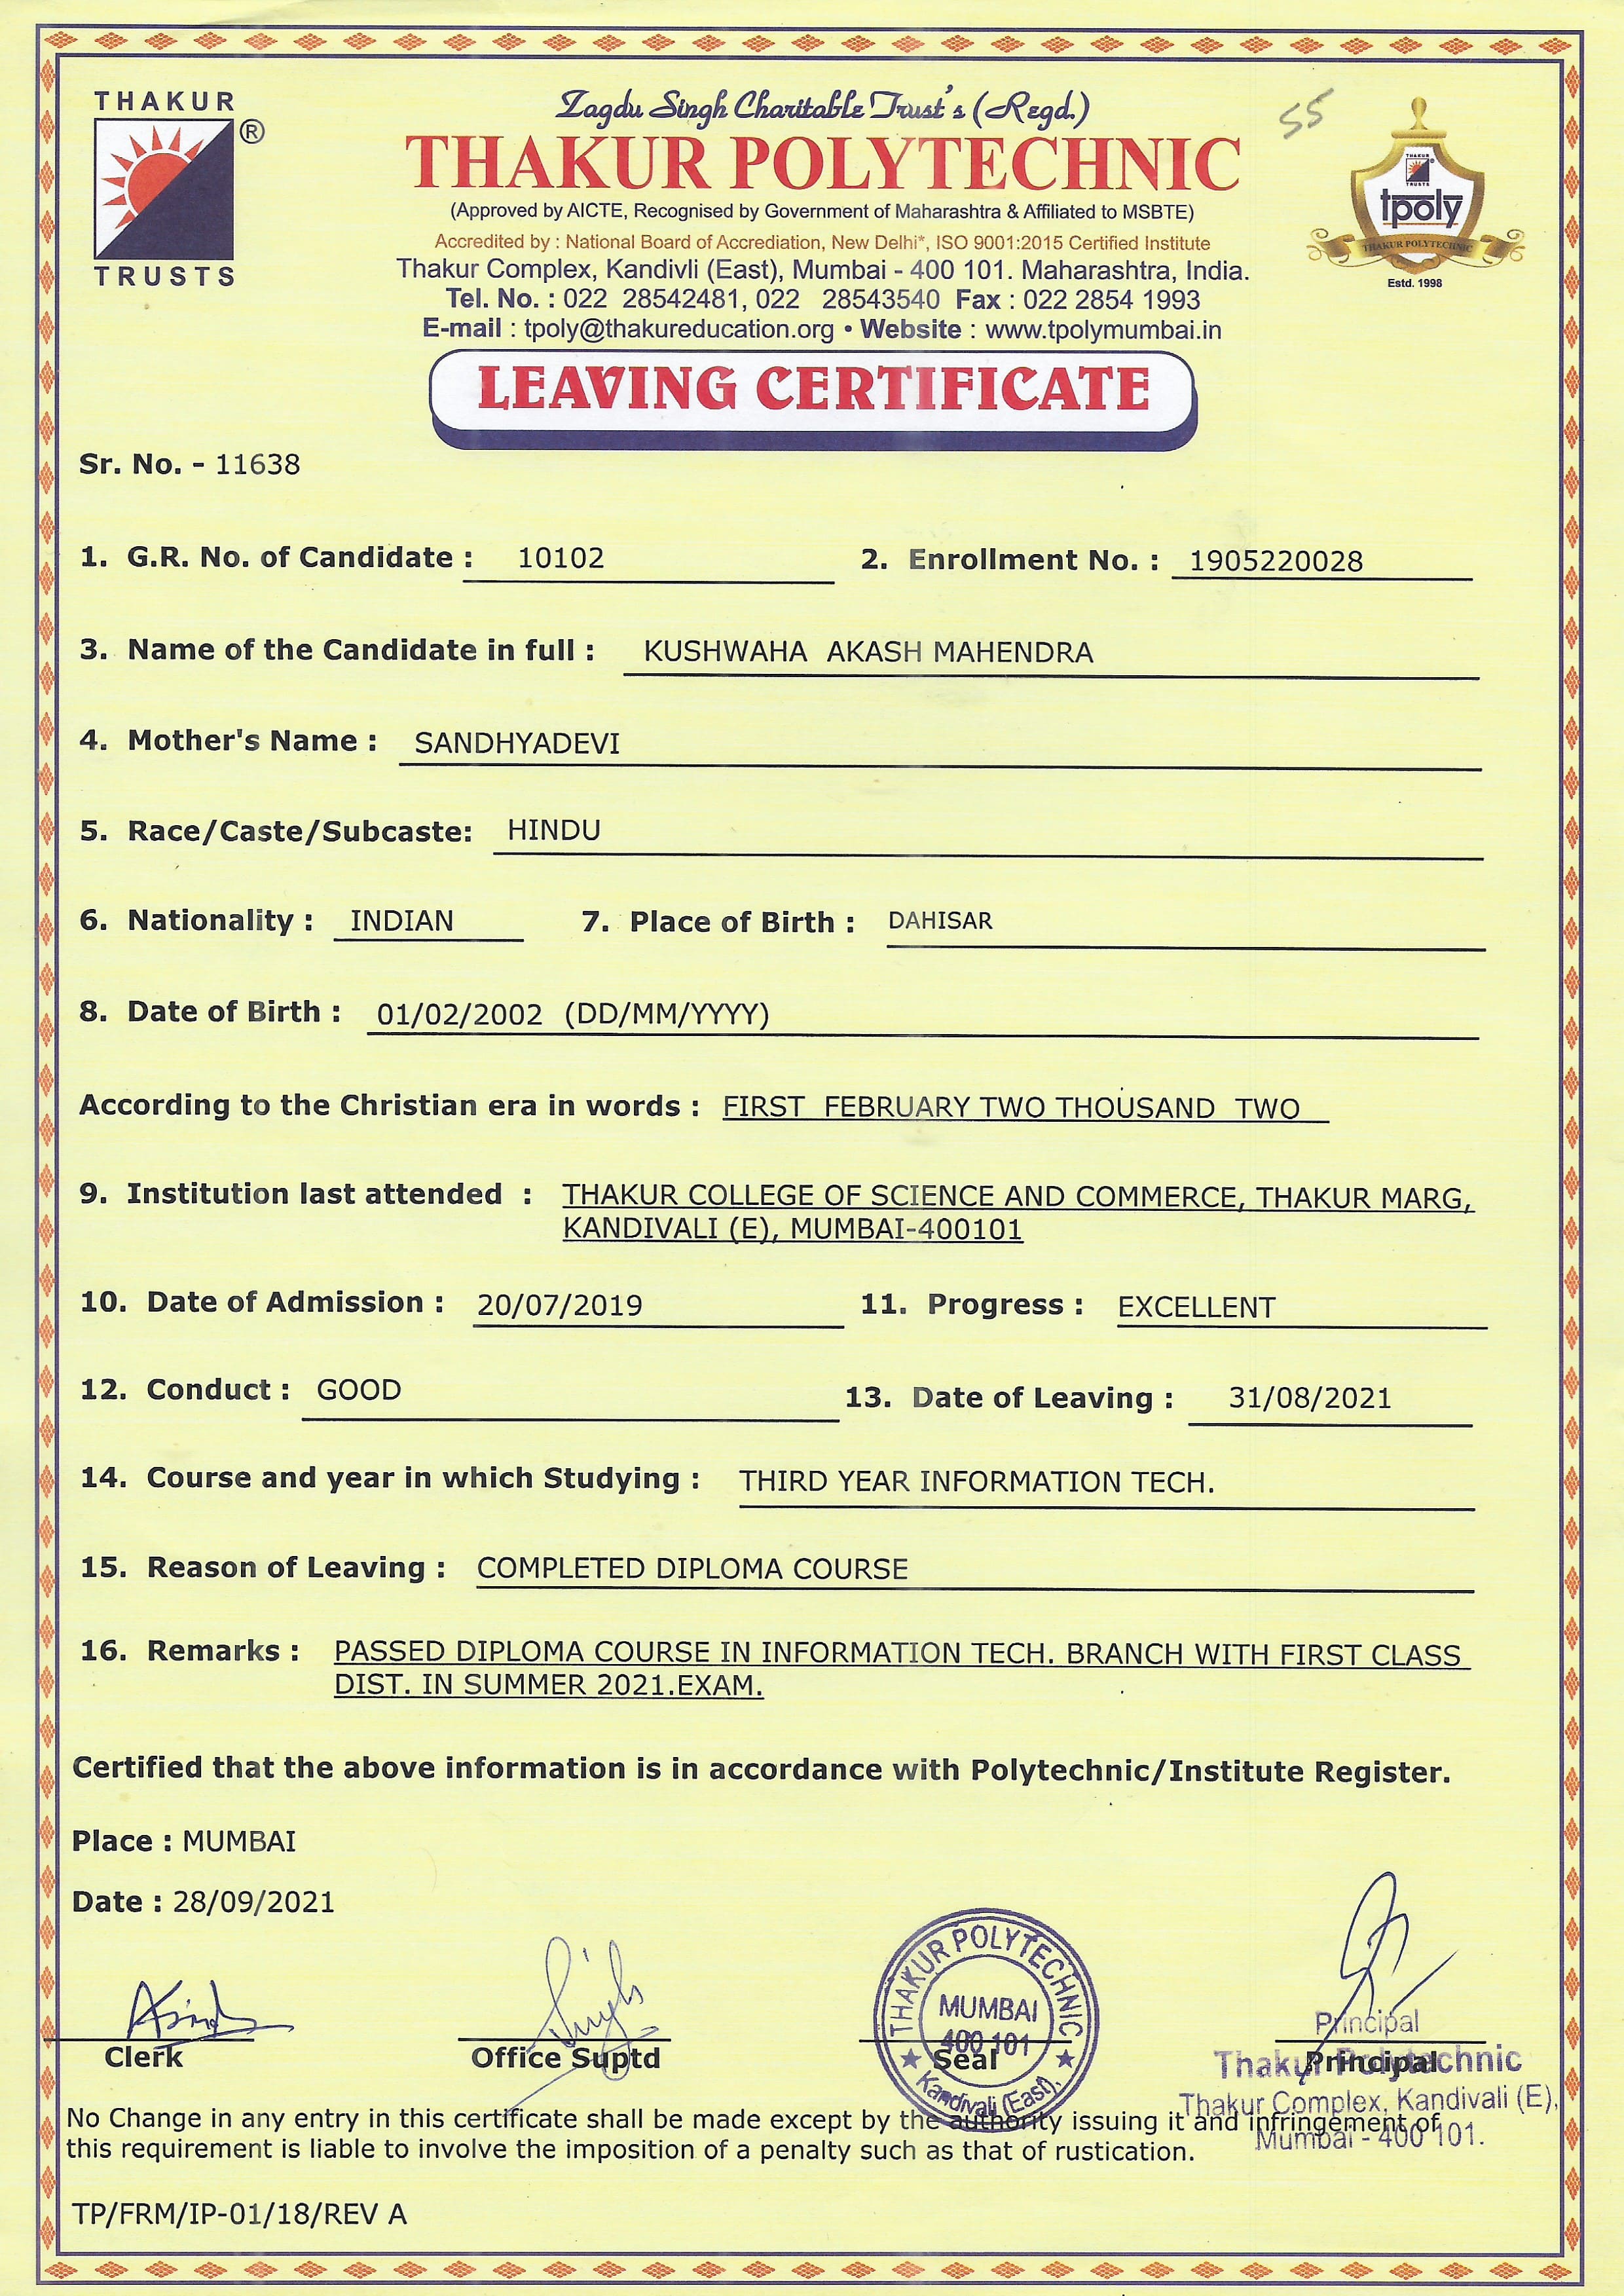 THAKUR
®
TRUSTS
Zagdu Singh Charitable Trust's (Regd.)
55
THAKUR POLYTECHNIC
(Approved by AICTE, Recognised by Government of Maharashtra & Affiliated to MSBTE)
Accredited by : National Board of Accrediation, New Delhi*, ISO 9001:2015 Certified Institute
Thakur Complex, Kandivli (East), Mumbai - 400 101. Maharashtra, India.
Tel. No. : 022 28542481, 022 28543540 Fax : 022 2854 1993
E-mail : tpoly@thakureducation.org • Website : www.tpolymumbai.in
THAKUR
TRUSTS
tpoly
THAKUR POLYTECHNIC
Estd. 1998
LEAVING CERTIFICATE
Sr. No. - 11638
1. G.R. No. of Candidate : 10102 2. Enrollment No. : 1905220028
3. Name of the Candidate in full : KUSHWAHA AKASH MAHENDRA
4. Mother's Name : SANDHYADEVI
5. Race/Caste/Subcaste: HINDU
6. Nationality : INDIAN 7. Place of Birth : DAHISAR
8. Date of Birth : 01/02/2002 (DD/MM/YYYY)
According to the Christian era in words : FIRST FEBRUARY TWO THOUSAND TWO
9. Institution last attended : THAKUR COLLEGE OF SCIENCE AND COMMERCE, THAKUR MARG,
KANDIVALI (E), MUMBAI-400101
10. Date of Admission : 20/07/2019 11. Progress : EXCELLENT
12. Conduct : GOOD 13. Date of Leaving : 31/08/2021
14. Course and year in which Studying : THIRD YEAR INFORMATION TECH.
15. Reason of Leaving : COMPLETED DIPLOMA COURSE
16. Remarks : PASSED DIPLOMA COURSE IN INFORMATION TECH. BRANCH WITH FIRST CLASS
DIST. IN SUMMER 2021.EXAM.
Certified that the above information is in accordance with Polytechnic/Institute Register.
Place : MUMBAI
Date : 28/09/2021
THAKUR POLYTECHNIC
MUMBAI
400 101
Kandivali (East),
Principal
Thakur Polytechnic
Thakur Complex, Kandivali (E),
Mumbai - 400 101.
Clerk Office Suptd Seal Principal
No Change in any entry in this certificate shall be made except by the authority issuing it and infringement of
this requirement is liable to involve the imposition of a penalty such as that of rustication.
TP/FRM/IP-01/18/REV A